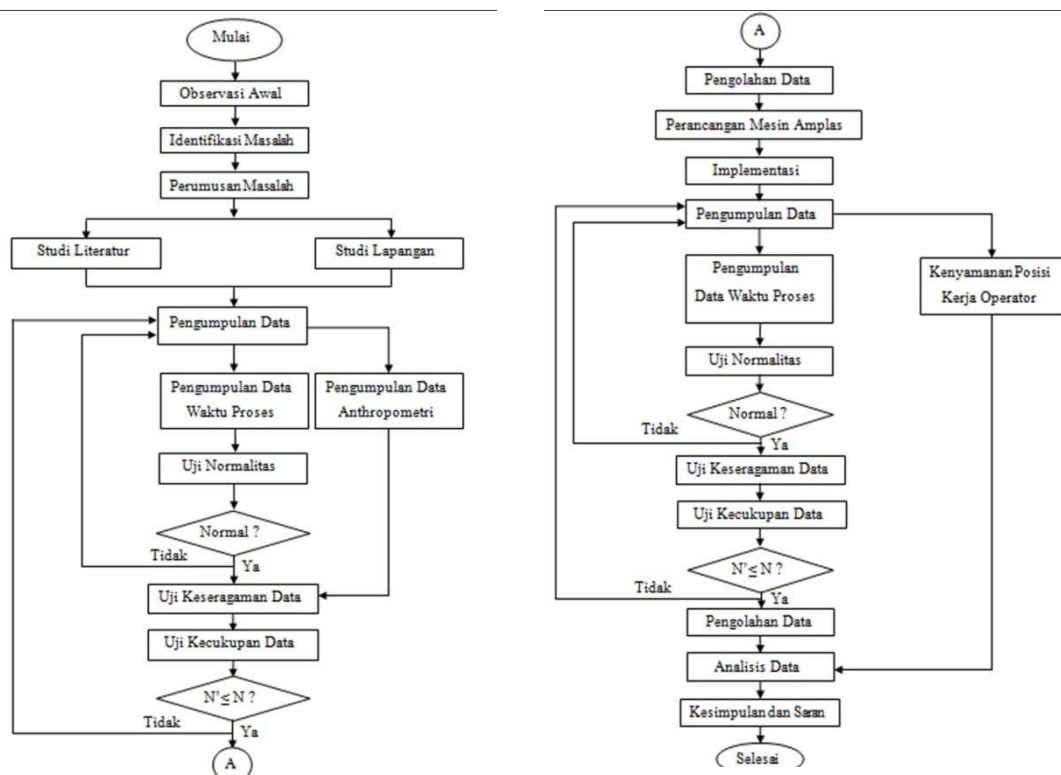 Mulai
Observasi Awal
Identifikasi Masalah
Perumusan Masalah
Studi Literatur
Studi Lapangan
Pengumpulan Data
Pengumpulan Data
Waktu Proses
Pengumpulan Data
Anthropometri
Uji Normalitas
Normal ?
Tidak
Ya
Uji Keseragaman Data
Uji Kecukupan Data
N' ≤ N ?
Tidak
Ya
A
A
Pengolahan Data
Perancangan Mesin Amplas
Implementasi
Pengumpulan Data
Pengumpulan
Data Waktu Proses
Kenyamanan Posisi
Kerja Operator
Uji Normalitas
Normal ?
Tidak
Ya
Uji Keseragaman Data
Uji Kecukupan Data
N' ≤ N ?
Tidak
Ya
Pengolahan Data
Analisis Data
Kesimpulan dan Saran
Selesai